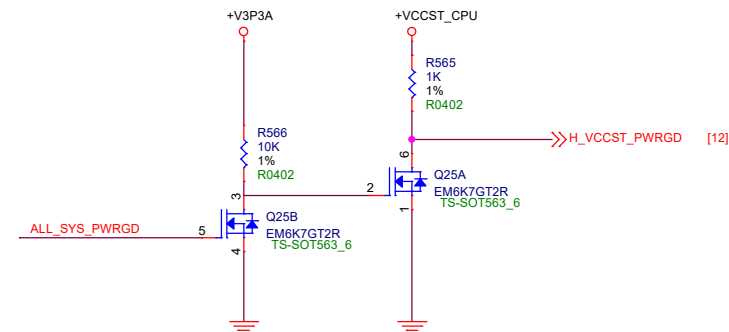 +V3P3A
+VCCST_CPU
R565
1K
1%
R0402
R566
10K
1%
R0402
H_VCCST_PWRGD [12]
6
3
2
Q25A
EM6K7GT2R
TS-SOT563_6
1
ALL_SYS_PWRGD
5
Q25B
EM6K7GT2R
TS-SOT563_6
4